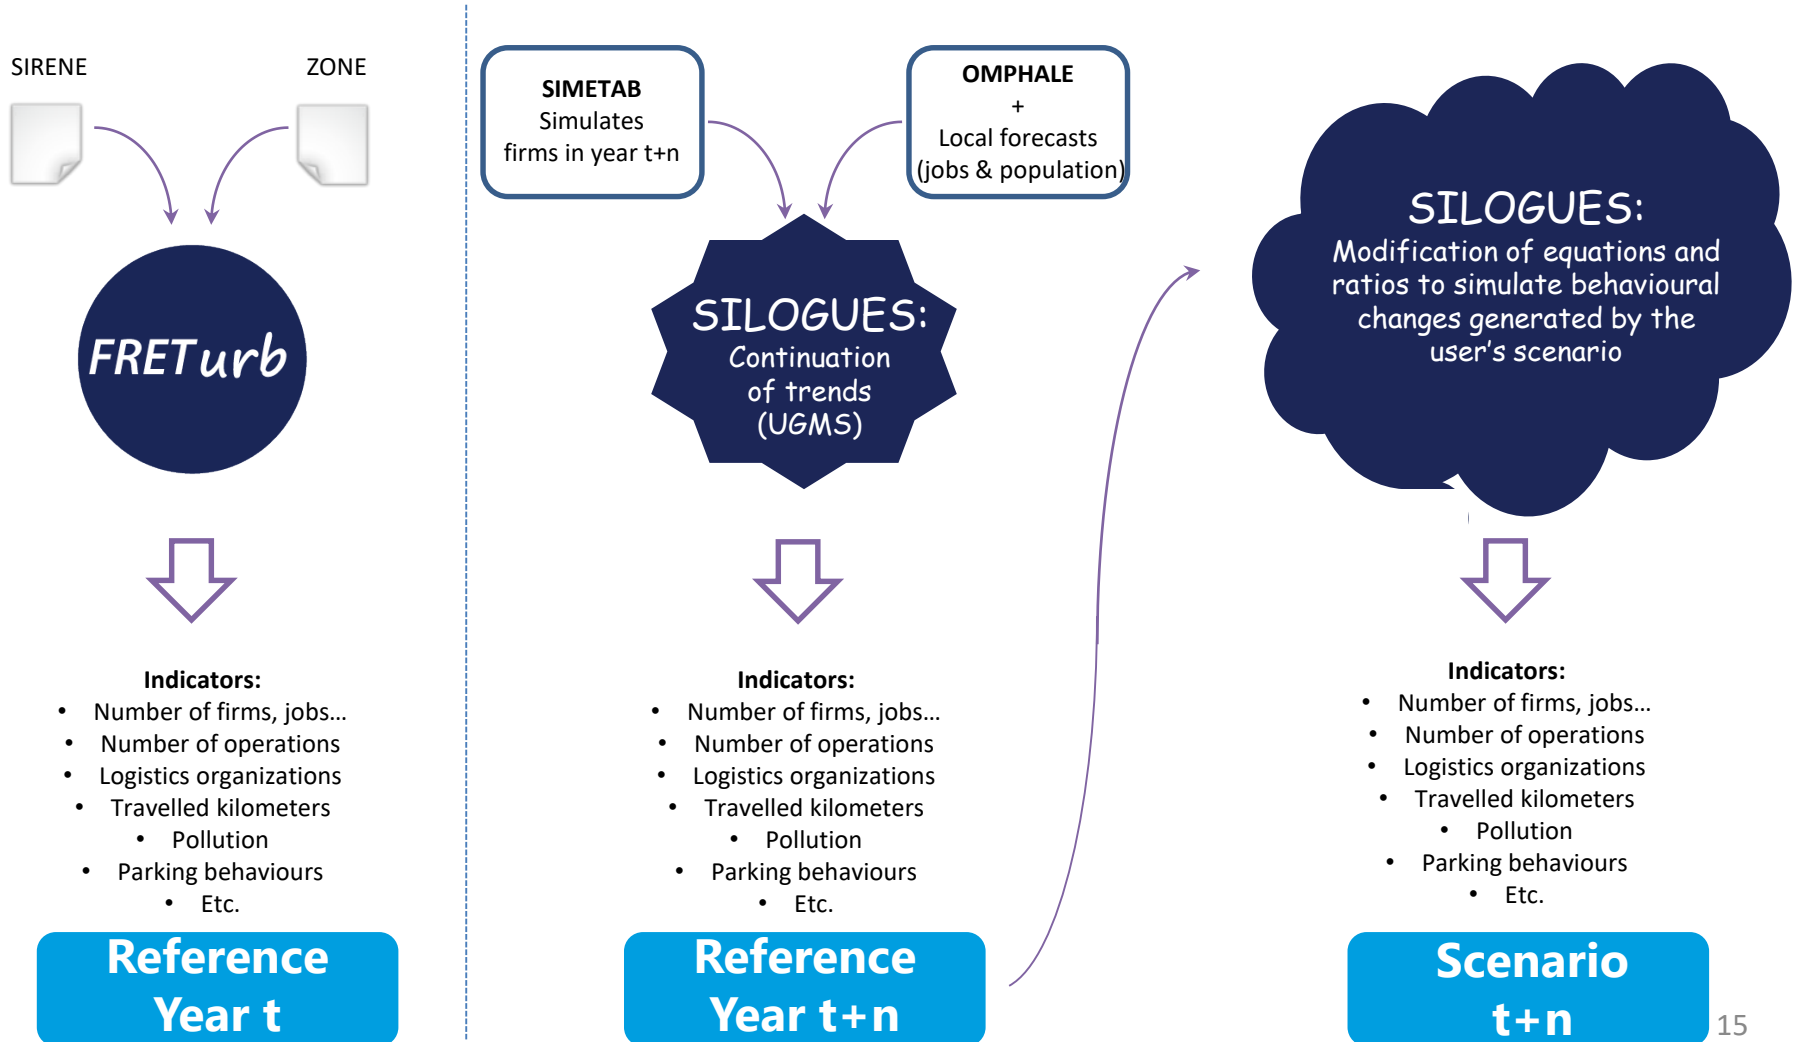 SIRENE
ZONE
FRETurb
Indicators:
• Number of firms, jobs…
• Number of operations
• Logistics organizations
• Travelled kilometers
• Pollution
• Parking behaviours
• Etc.
Reference
Year t
SIMETAB
Simulates
firms in year t+n
OMPHALE
+
Local forecasts
(jobs & population)
SILOGUES:
Continuation
of trends
(UGMS)
Indicators:
• Number of firms, jobs…
• Number of operations
• Logistics organizations
• Travelled kilometers
• Pollution
• Parking behaviours
• Etc.
Reference
Year t+n
SILOGUES:
Modification of equations and
ratios to simulate behavioural
changes generated by the
user's scenario
Indicators:
• Number of firms, jobs…
• Number of operations
• Logistics organizations
• Travelled kilometers
• Pollution
• Parking behaviours
• Etc.
Scenario
t+n
15